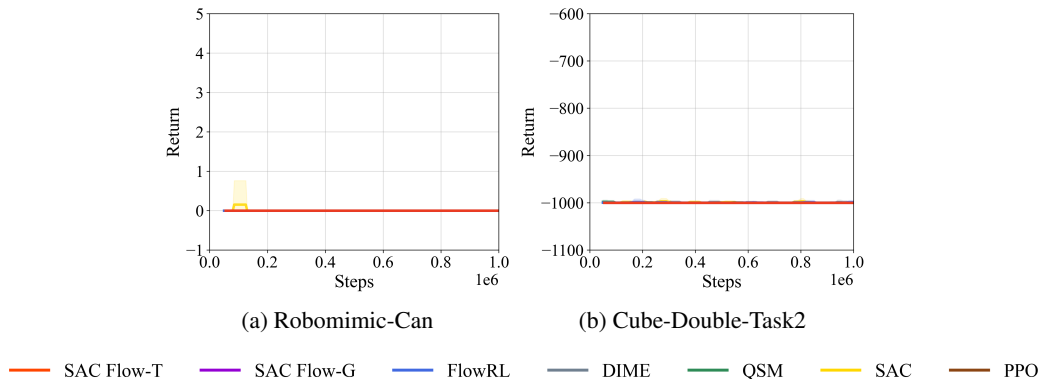 5
4
3
2
1
0
−1
Return
0.0 0.2 0.4 0.6 0.8 1.0
Steps 1e6
(a) Robomimic-Can
−600
−700
−800
−900
−1000
−1100
Return
0.0 0.2 0.4 0.6 0.8 1.0
Steps 1e6
(b) Cube-Double-Task2
SAC Flow-T SAC Flow-G FlowRL DIME QSM SAC PPO